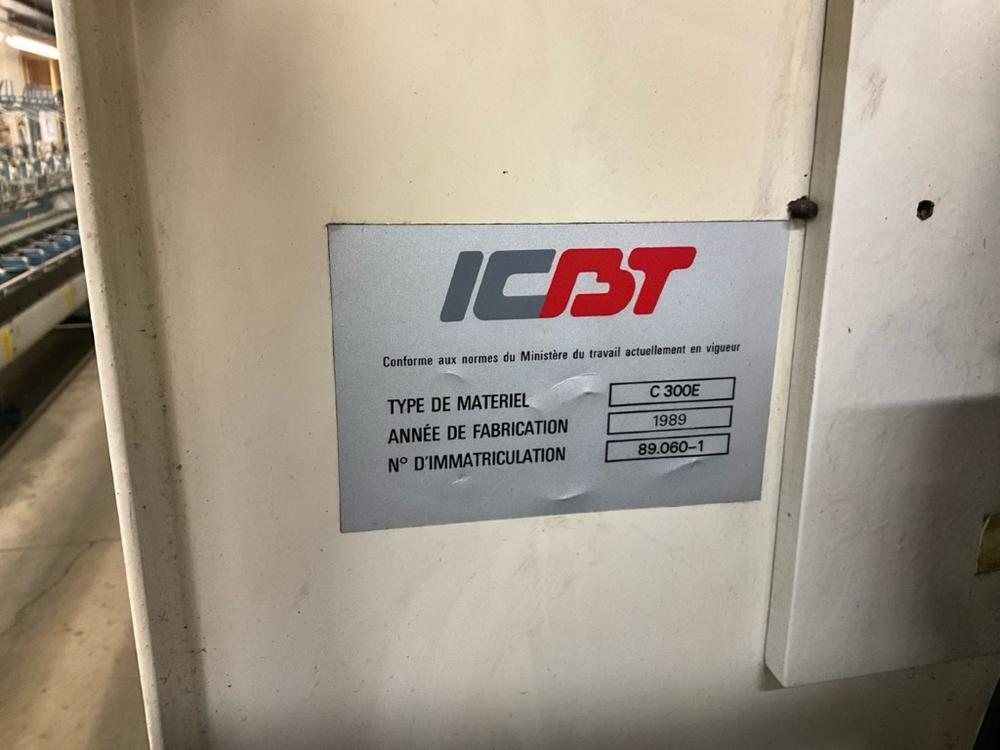 ICBT
Conforme aux normes du Ministère du travail actuellement en vigueur
TYPE DE MATERIEL C 300E
ANNÉE DE FABRICATION 1989
N° D'IMMATRICULATION 89.060-1